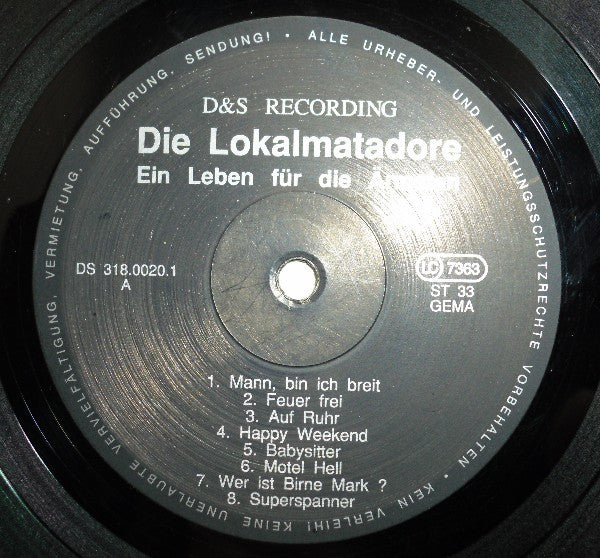 D&S RECORDING
Die Lokalmatadore
Ein Leben für die
DS 318.0020.1
A
LC 7363
ST 33
GEMA
1. Mann, bin ich breit
2. Feuer frei
3. Auf Ruhr
4. Happy Weekend
5. Babysitter
6. Motel Hell
7. Wer ist Birne Mark ?
8. Superspanner
• ALLE URHEBER- UND LEISTUNGSSCHUTZRECHTE VORBEHALTEN • KEIN VERLEIH! KEINE UNERLAUBTE VERVIELFÄLTIGUNG, VERMIETUNG, AUFFÜHRUNG, SENDUNG!